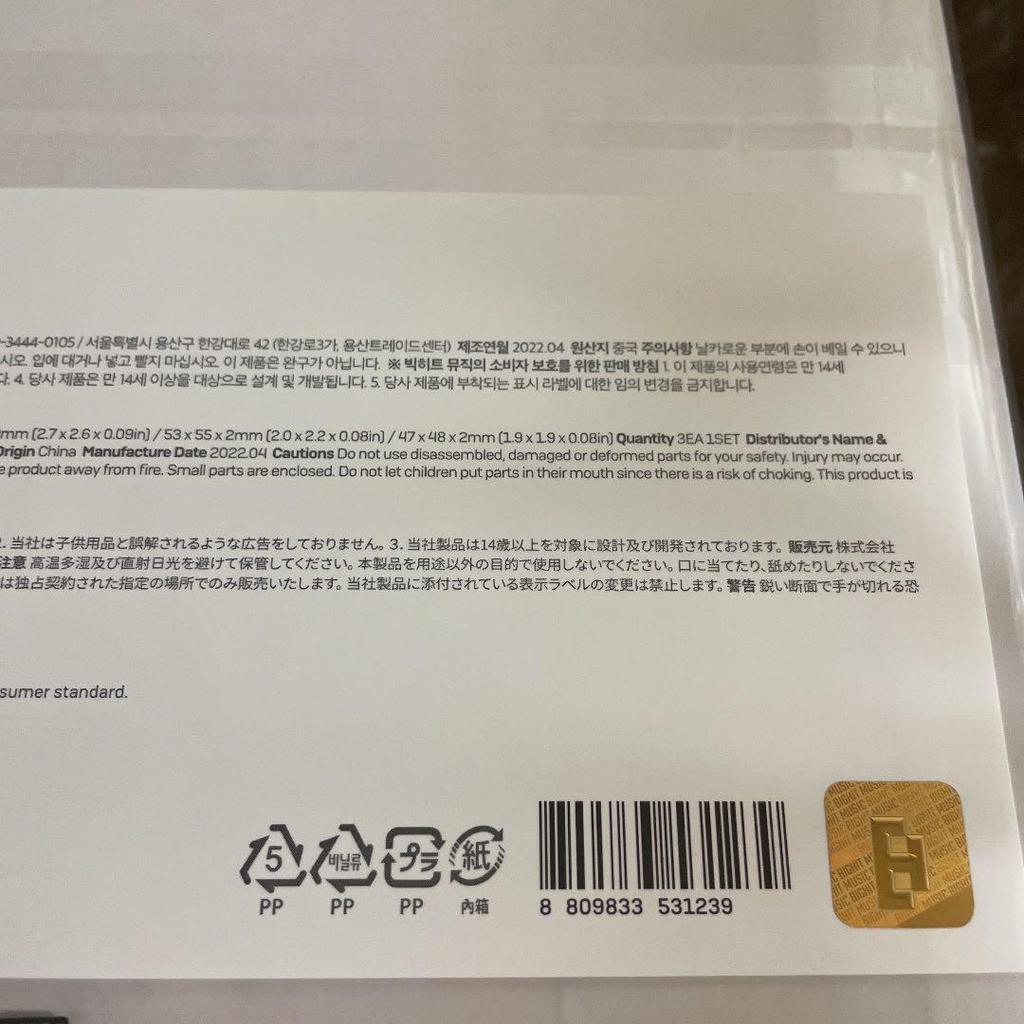 -3444-0105 / 서울특별시 용산구 한강대로 42 (한강로3가, 용산트레이드센터) 제조연월 2022.04 원산지 중국 주의사항 날카로운 부분에 손이 베일 수 있으니
시오. 입에 대거나 넣고 빨지 마십시오. 이 제품은 완구가 아닙니다. ※ 빅히트 뮤직의 소비자 보호를 위한 판매 방침 1. 이 제품의 사용연령은 만 14세
다. 4. 당사 제품은 만 14세 이상을 대상으로 설계 및 개발됩니다. 5. 당사 제품에 부착되는 표시 라벨에 대한 임의 변경을 금지합니다.
mm (2.7 x 2.6 x 0.09in) / 53 x 55 x 2mm (2.0 x 2.2 x 0.08in) / 47 x 48 x 2mm (1.9 x 1.9 x 0.08in) Quantity 3EA 1SET Distributor's Name &
Origin China Manufacture Date 2022.04 Cautions Do not use disassembled, damaged or deformed parts for your safety. Injury may occur.
e product away from fire. Small parts are enclosed. Do not let children put parts in their mouth since there is a risk of choking. This product is
2. 当社は子供用品と誤解されるような広告をしておりません。3. 当社製品は14歳以上を対象に設計及び開発されております。 販売元 株式会社
注意 高温多湿及び直射日光を避けて保管してください。本製品を用途以外の目的で使用しないでください。口に当てたり、舐めたりしないでくださ
は独占契約された指定の場所でのみ販売いたします。当社製品に添付されている表示ラベルの変更は禁止します。警告 鋭い断面で手が切れる恐
sumer standard.
5 비닐류 プラ 紙
PP PP PP 內箱
8 809833 531239
BIGHIT MUSIC